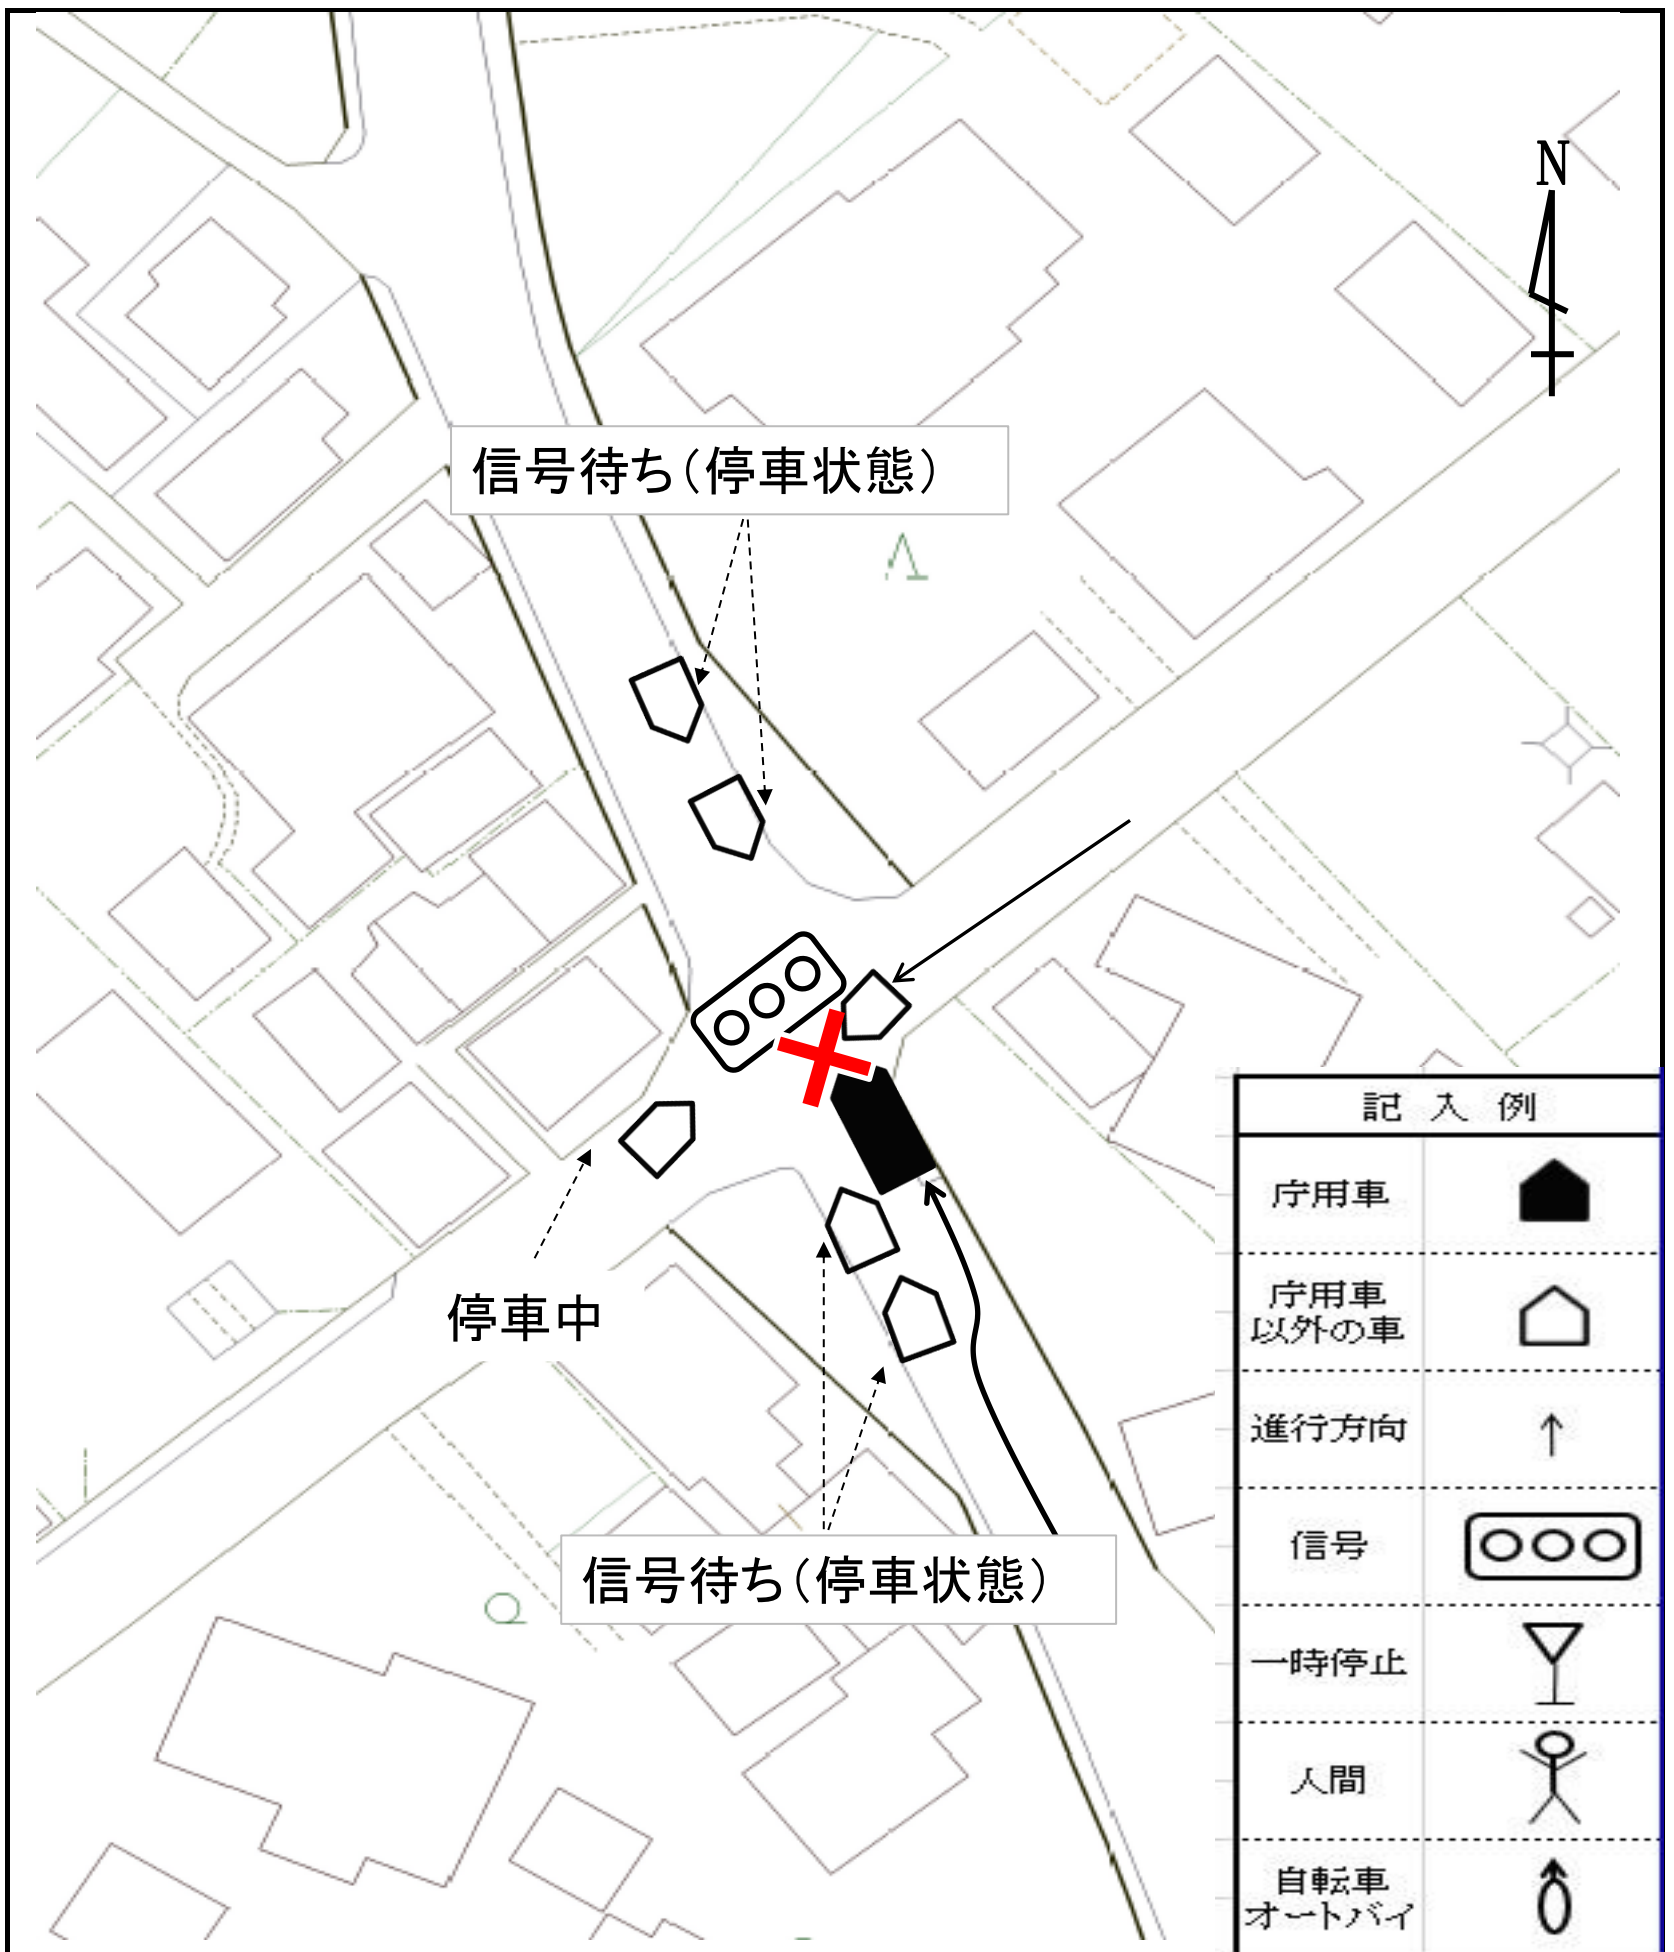 N
信号待ち（停車状態）
停車中
信号待ち（停車状態）
記入例
庁用車
庁用車
以外の車
進行方向
信号
一時停止
人間
自転車
オートバイ